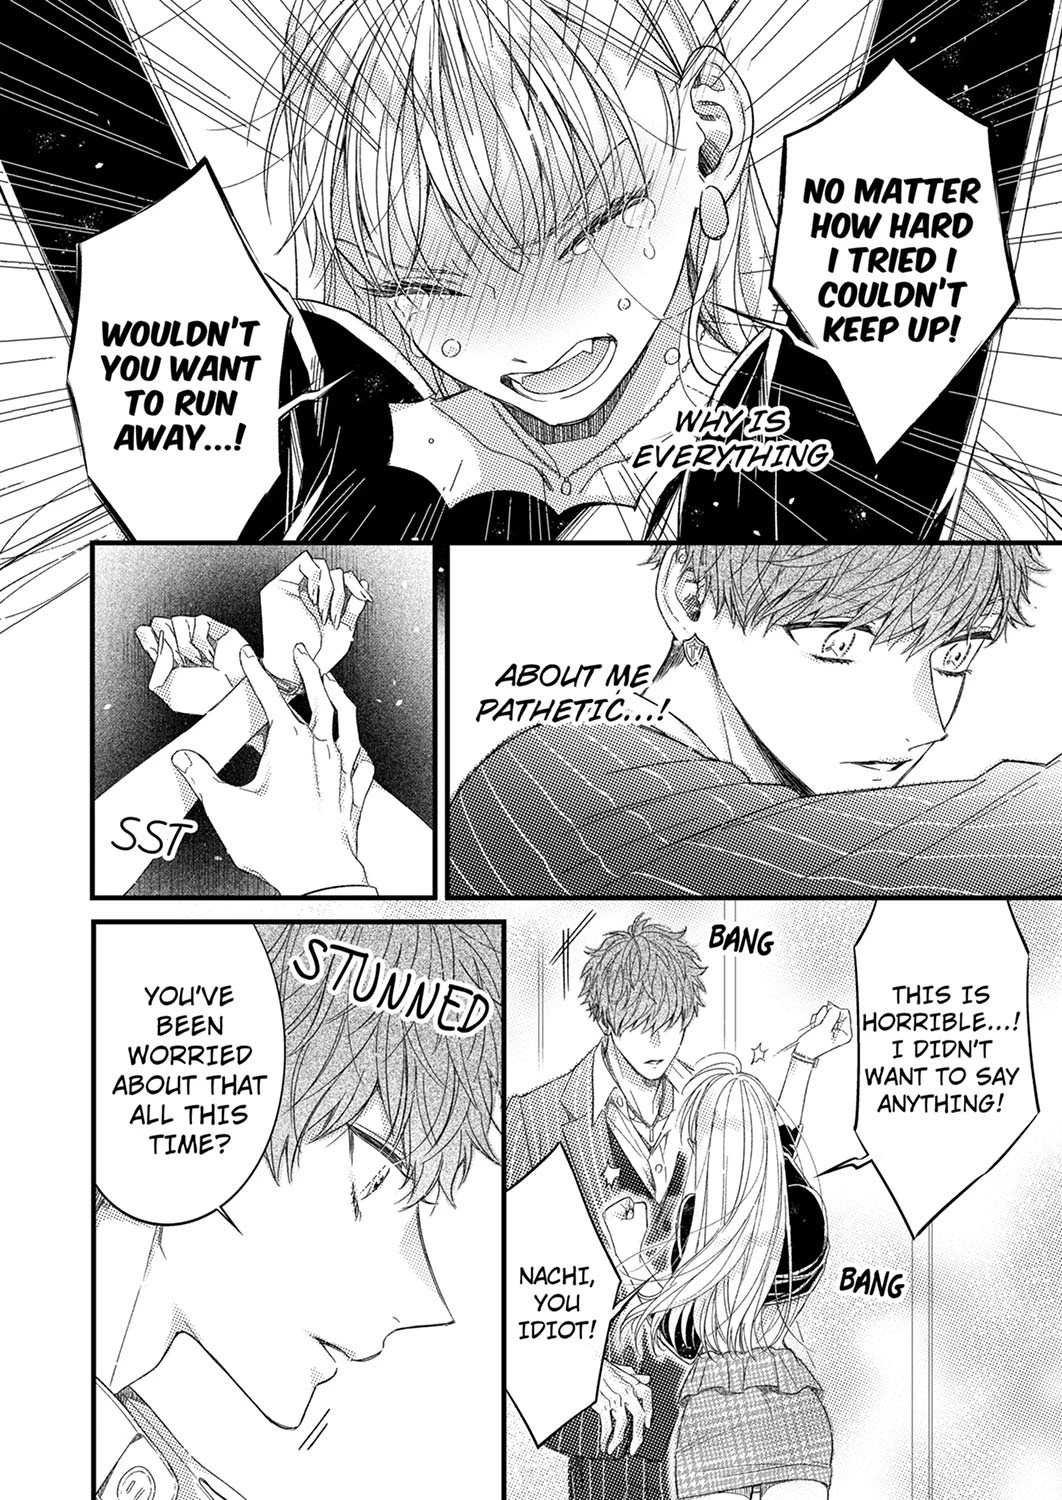 NO MATTER
HOW HARD
I TRIED I
COULDN'T
KEEP UP!
WOULDN'T
YOU WANT
TO RUN
AWAY...!
WHY IS
EVERYTHING
ABOUT ME
PATHETIC...!
SST
THIS IS
HORRIBLE...!
I DIDN'T
WANT TO SAY
ANYTHING!
BANG
BANG
NACHI,
YOU
IDIOT!
STUNNED
YOU'VE
BEEN
WORRIED
ABOUT THAT
ALL THIS
TIME?